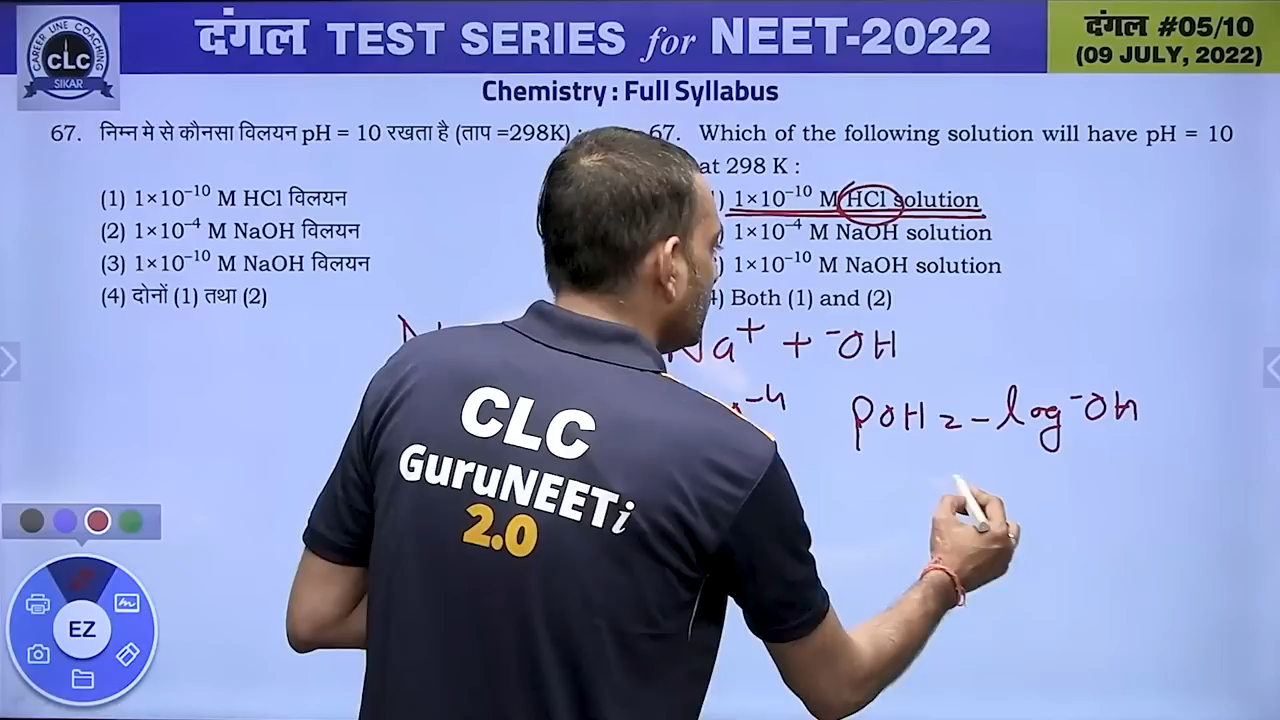 दंगल TEST SERIES for NEET-2022
दंगल #05/10
(09 JULY, 2022)
CAREER LINE COACHING
CLC
SIKAR
Chemistry : Full Syllabus
67. निम्न मे से कौनसा विलयन pH = 10 रखता है (ताप =298K) :
(1) 1×10⁻¹⁰ M HCl विलयन
(2) 1×10⁻⁴ M NaOH विलयन
(3) 1×10⁻¹⁰ M NaOH विलयन
(4) दोनों (1) तथा (2)
67. Which of the following solution will have pH = 10
at 298 K :
) 1×10⁻¹⁰ M HCl solution
1×10⁻⁴ M NaOH solution
) 1×10⁻¹⁰ M NaOH solution
4) Both (1) and (2)
Na⁺ + ⁻OH
⁻⁴
POH = -log ⁻OH
CLC
GuruNEETi
2.0
EZ